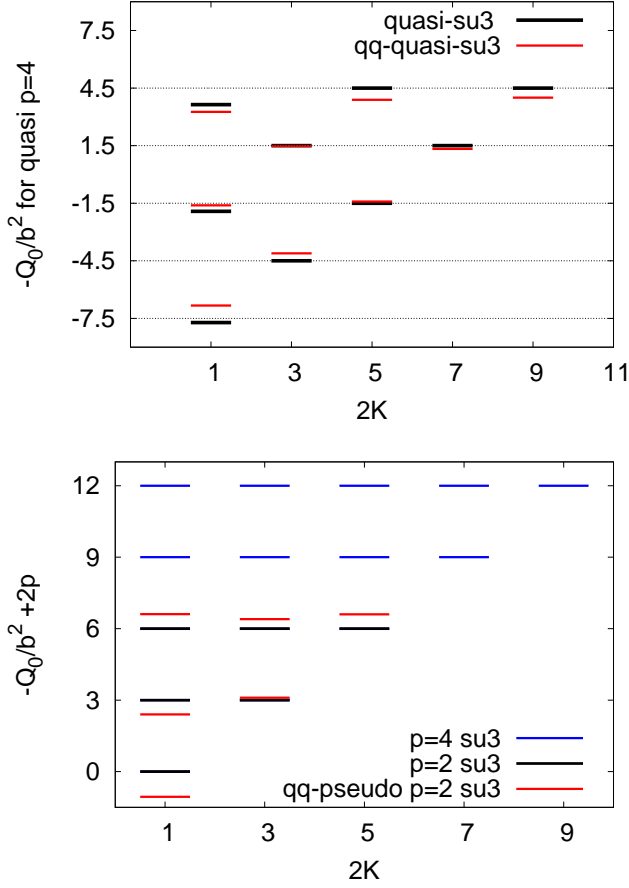 7.5
quasi-su3
qq-quasi-su3
4.5
1.5
-1.5
-4.5
-7.5
-Q0/b² for quasi p=4
1 3 5 7 9 11
2K
12
9
6
3
0
-Q0/b² +2p
p=4 su3
p=2 su3
qq-pseudo p=2 su3
1 3 5 7 9
2K